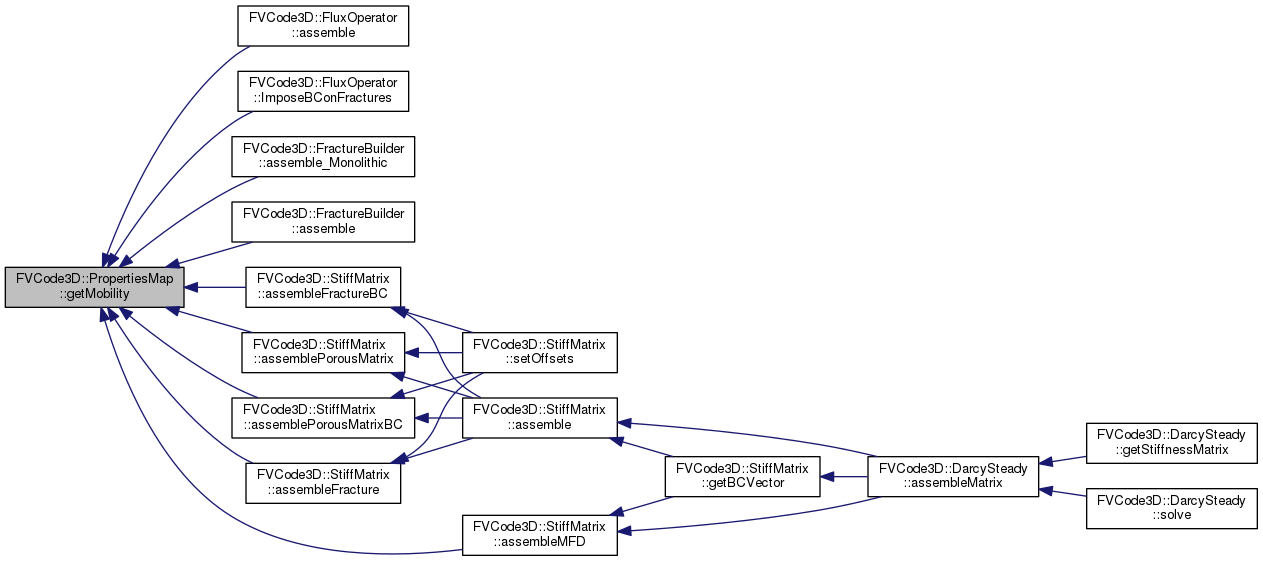 FVCode3D::FluxOperator
::assemble
FVCode3D::FluxOperator
::ImposeBConFractures
FVCode3D::FractureBuilder
::assemble_Monolithic
FVCode3D::FractureBuilder
::assemble
FVCode3D::PropertiesMap
::getMobility
FVCode3D::StiffMatrix
::assembleFractureBC
FVCode3D::StiffMatrix
::assemblePorousMatrix
FVCode3D::StiffMatrix
::setOffsets
FVCode3D::StiffMatrix
::assemblePorousMatrixBC
FVCode3D::StiffMatrix
::assemble
FVCode3D::StiffMatrix
::assembleFracture
FVCode3D::StiffMatrix
::getBCVector
FVCode3D::DarcySteady
::assembleMatrix
FVCode3D::DarcySteady
::getStiffnessMatrix
FVCode3D::DarcySteady
::solve
FVCode3D::StiffMatrix
::assembleMFD